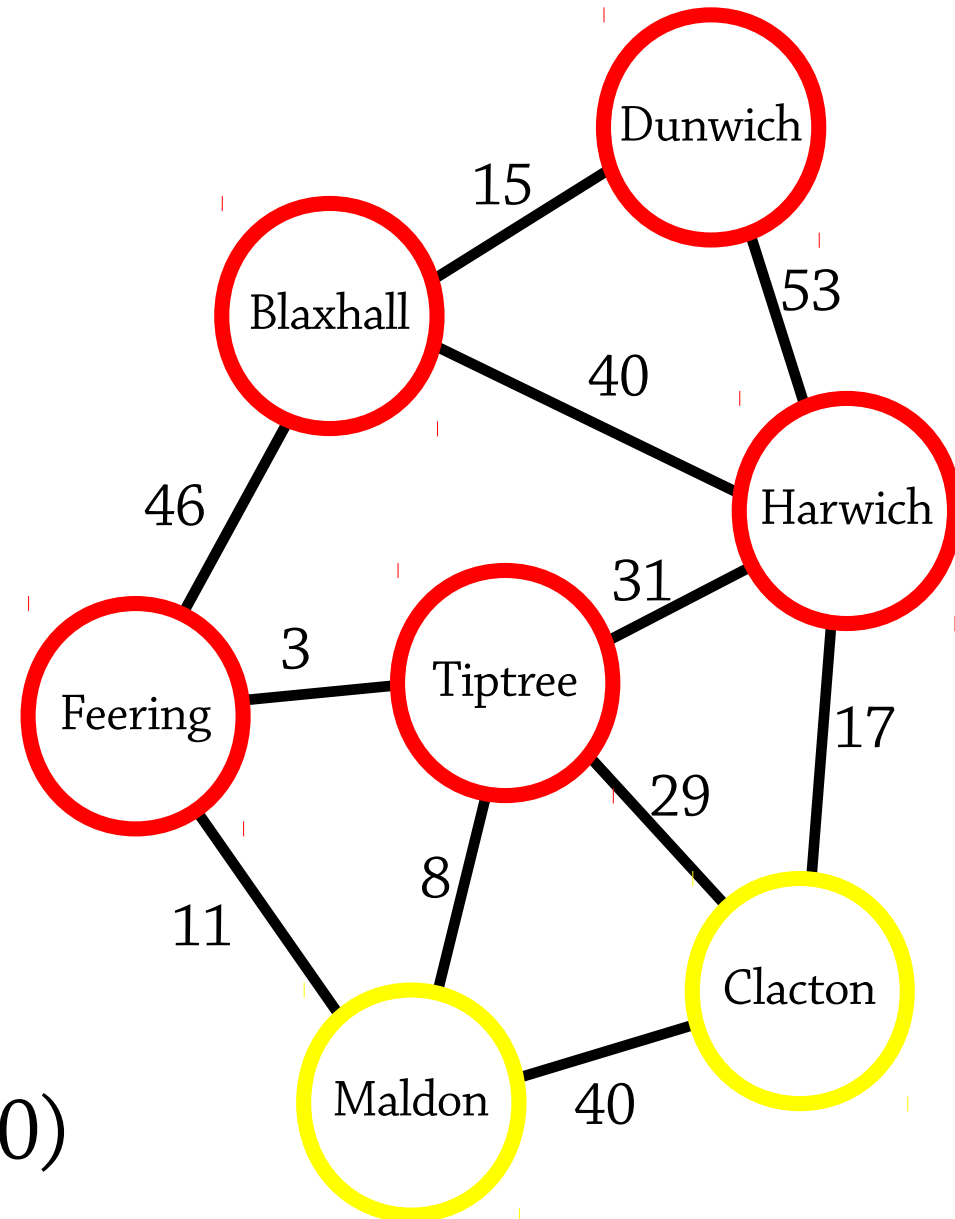 Dunwich
15
53
Blaxhall
40
46
Harwich
31
3
Tiptree
Feering
17
29
8
11
Clacton
Maldon
40
0)